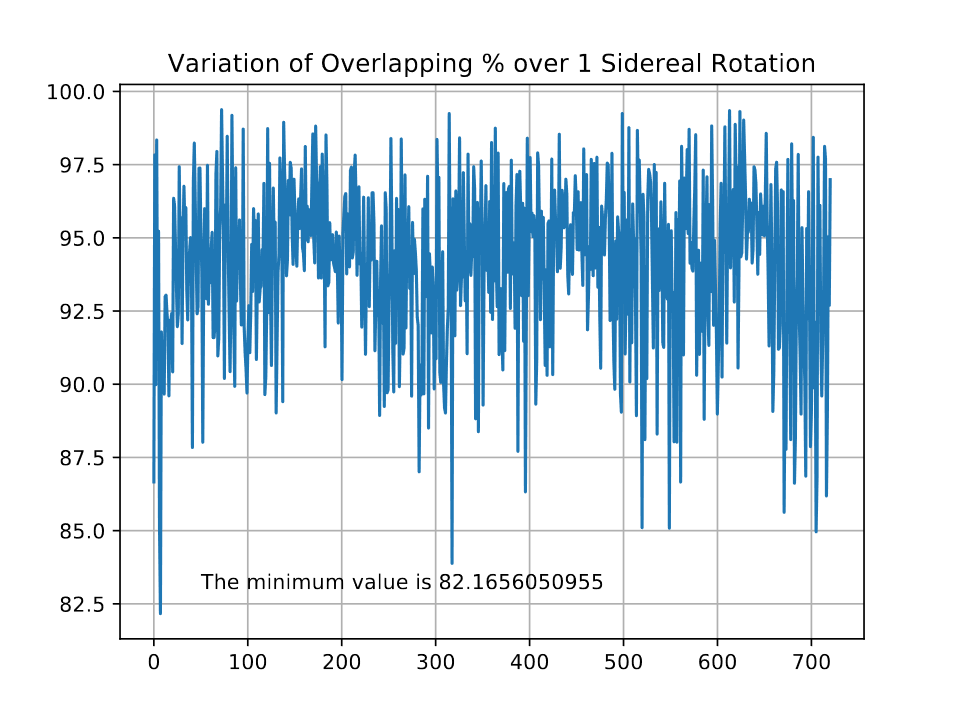 Variation of Overlapping % over 1 Sidereal Rotation
100.0
97.5
95.0
92.5
90.0
87.5
85.0
82.5
The minimum value is 82.1656050955
0 100 200 300 400 500 600 700